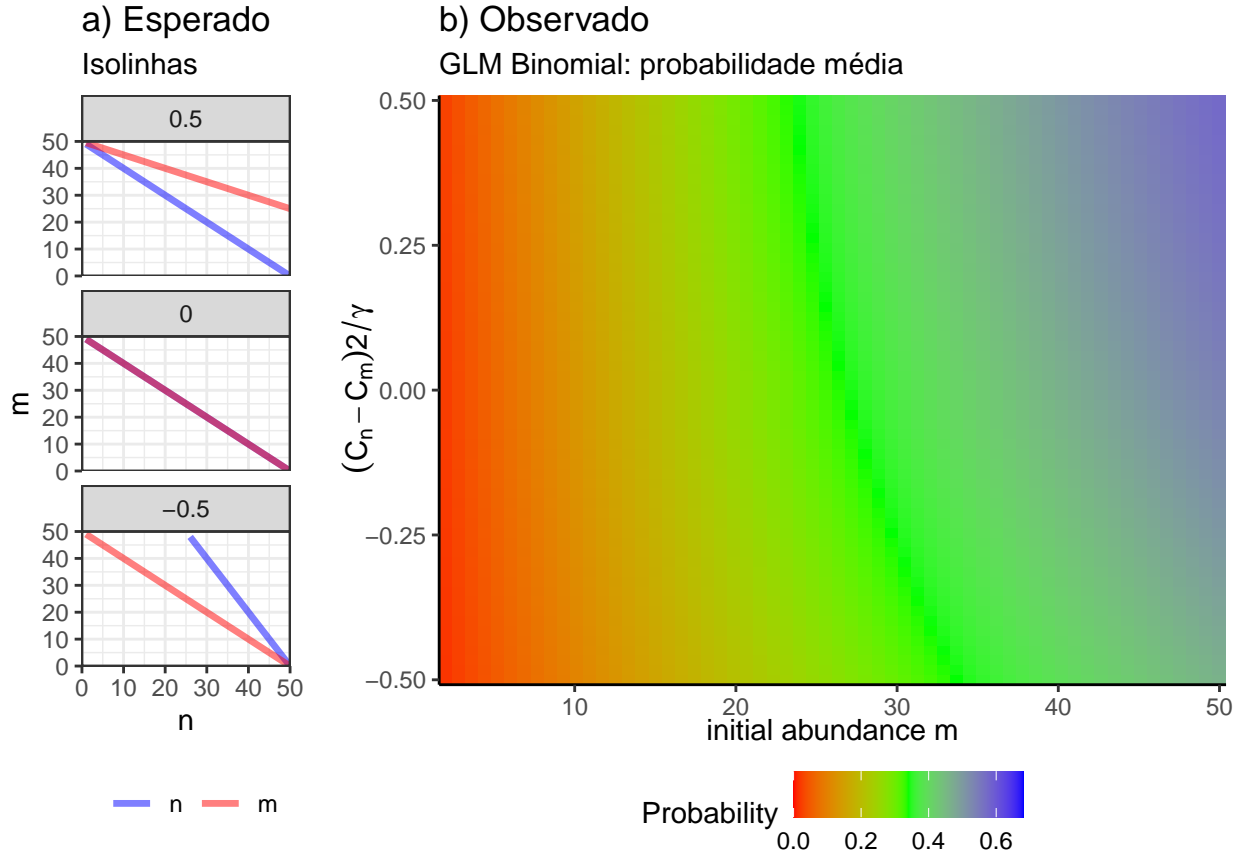 a) Esperado
Isolinhas
0.5
50
40
30
20
10
0
0
50
40
30
20
10
0
−0.5
50
40
30
20
10
0
0 10 20 30 40 50
m
n
n m
b) Observado
GLM Binomial: probabilidade média
0.50
0.25
0.00
−0.25
−0.50
(Cn − Cm)2/γ
10 20 30 40 50
initial abundance m
Probability
0.0 0.2 0.4 0.6